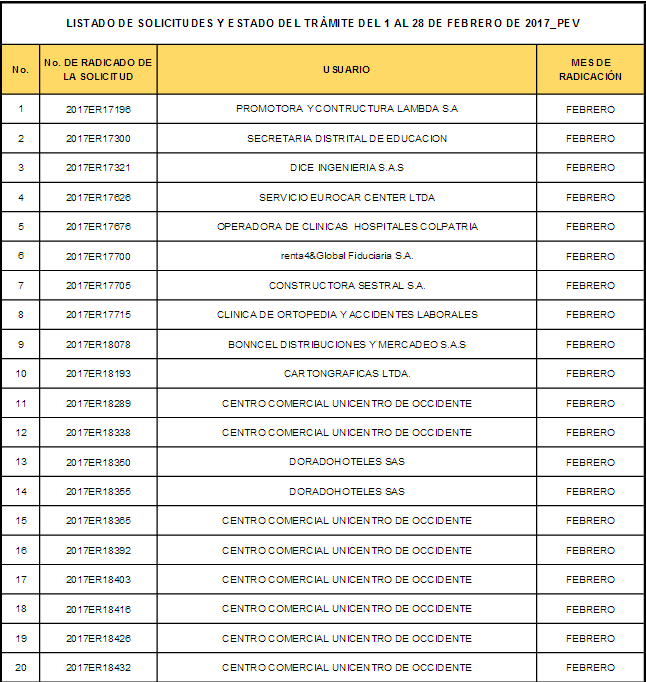 LISTADO DE SOLICITUDES Y ESTADO DEL TRÀMITE DEL 1 AL 28 DE FEBRERO DE 2017_PEV
No. No. DE RADICADO DE LA SOLICITUD USUARIO MES DE RADICACIÓN
1 2017ER17196 PROMOTORA Y CONTRUCTURA LAMBDA S.A FEBRERO
2 2017ER17300 SECRETARIA DISTRITAL DE EDUCACION FEBRERO
3 2017ER17321 DICE INGENIERIA S.A.S FEBRERO
4 2017ER17626 SERVICIO EUROCAR CENTER LTDA FEBRERO
5 2017ER17676 OPERADORA DE CLINICAS HOSPITALES COLPATRIA FEBRERO
6 2017ER17700 renta4&Global Fiduciaria S.A. FEBRERO
7 2017ER17705 CONSTRUCTORA SESTRAL S.A. FEBRERO
8 2017ER17715 CLINICA DE ORTOPEDIA Y ACCIDENTES LABORALES FEBRERO
9 2017ER18078 BONNCEL DISTRIBUCIONES Y MERCADEO S.A.S FEBRERO
10 2017ER18193 CARTONGRAFICAS LTDA. FEBRERO
11 2017ER18289 CENTRO COMERCIAL UNICENTRO DE OCCIDENTE FEBRERO
12 2017ER18338 CENTRO COMERCIAL UNICENTRO DE OCCIDENTE FEBRERO
13 2017ER18350 DORADOHOTELES SAS FEBRERO
14 2017ER18355 DORADOHOTELES SAS FEBRERO
15 2017ER18365 CENTRO COMERCIAL UNICENTRO DE OCCIDENTE FEBRERO
16 2017ER18392 CENTRO COMERCIAL UNICENTRO DE OCCIDENTE FEBRERO
17 2017ER18403 CENTRO COMERCIAL UNICENTRO DE OCCIDENTE FEBRERO
18 2017ER18416 CENTRO COMERCIAL UNICENTRO DE OCCIDENTE FEBRERO
19 2017ER18426 CENTRO COMERCIAL UNICENTRO DE OCCIDENTE FEBRERO
20 2017ER18432 CENTRO COMERCIAL UNICENTRO DE OCCIDENTE FEBRERO